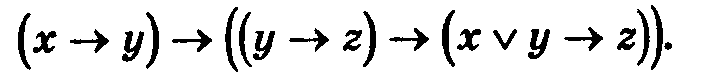 (x → y) → ((y → z) → (x ∨ y → z)).